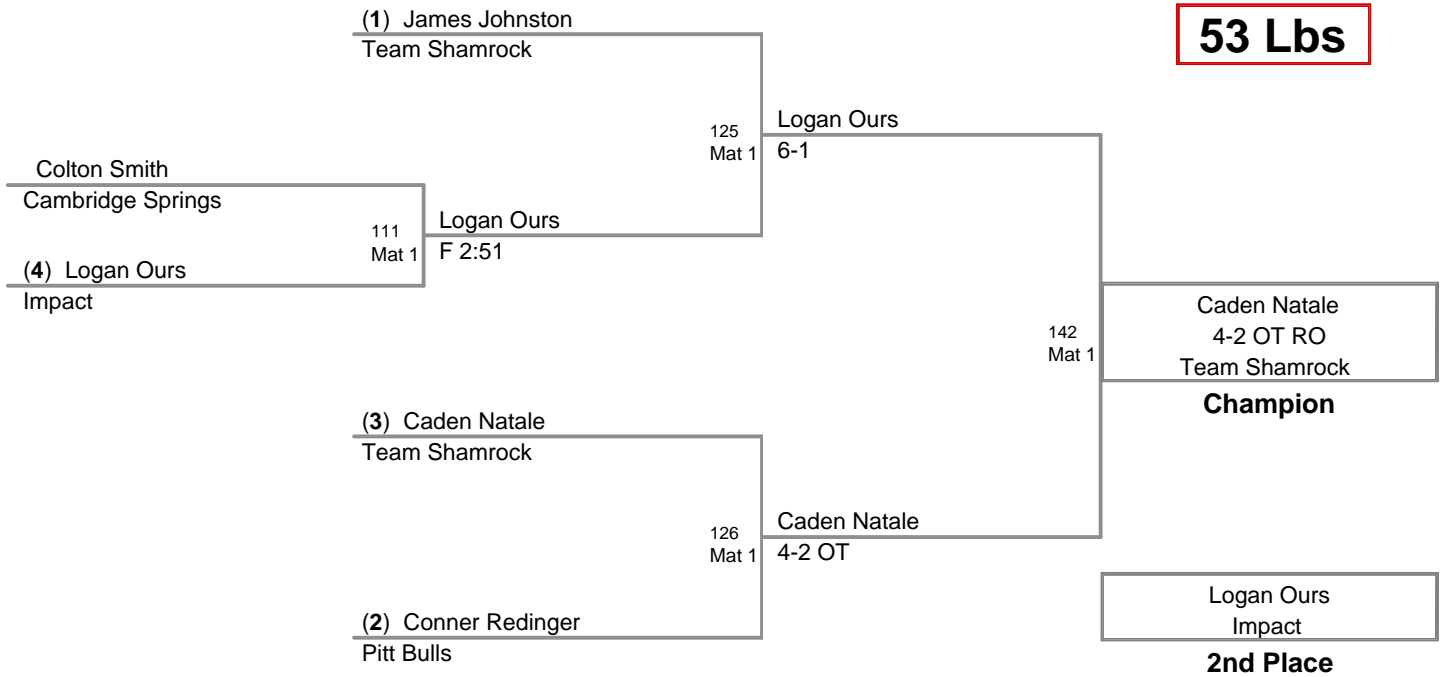 (1) James Johnston
Team Shamrock
53 Lbs
125
Mat 1
Logan Ours
6-1
Colton Smith
Cambridge Springs
111
Mat 1
Logan Ours
F 2:51
(4) Logan Ours
Impact
142
Mat 1
Caden Natale
4-2 OT RO
Team Shamrock
Champion
(3) Caden Natale
Team Shamrock
126
Mat 1
Caden Natale
4-2 OT
(2) Conner Redinger
Pitt Bulls
Logan Ours
Impact
2nd Place